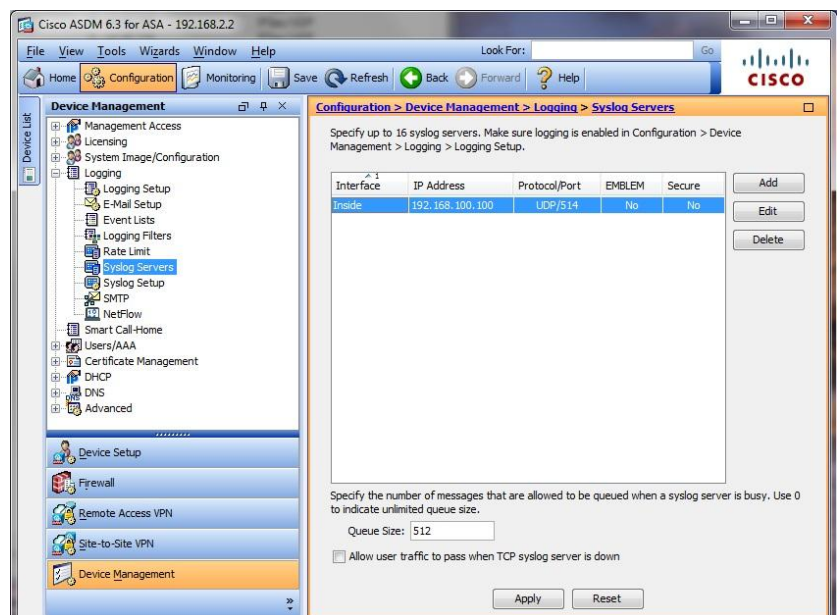 Cisco ASDM 6.3 for ASA - 192.168.2.2
File View Tools Wizards Window Help
Look For:
Go
Home Configuration Monitoring Save Refresh Back Forward Help
CISCO
Device List
Device Management
Management Access
Licensing
System Image/Configuration
Logging
Logging Setup
E-Mail Setup
Event Lists
Logging Filters
Rate Limit
Syslog Servers
Syslog Setup
SMTP
NetFlow
Smart Call-Home
Users/AAA
Certificate Management
DHCP
DNS
Advanced
Device Setup
Firewall
Remote Access VPN
Site-to-Site VPN
Device Management
Configuration > Device Management > Logging > Syslog Servers
Specify up to 16 syslog servers. Make sure logging is enabled in Configuration > Device
Management > Logging > Logging Setup.
Interface 1 IP Address Protocol/Port EMBLEM Secure
Inside 192.168.100.100 UDP/514 No No
Add
Edit
Delete
Specify the number of messages that are allowed to be queued when a syslog server is busy. Use 0
to indicate unlimited queue size.
Queue Size: 512
Allow user traffic to pass when TCP syslog server is down
Apply Reset